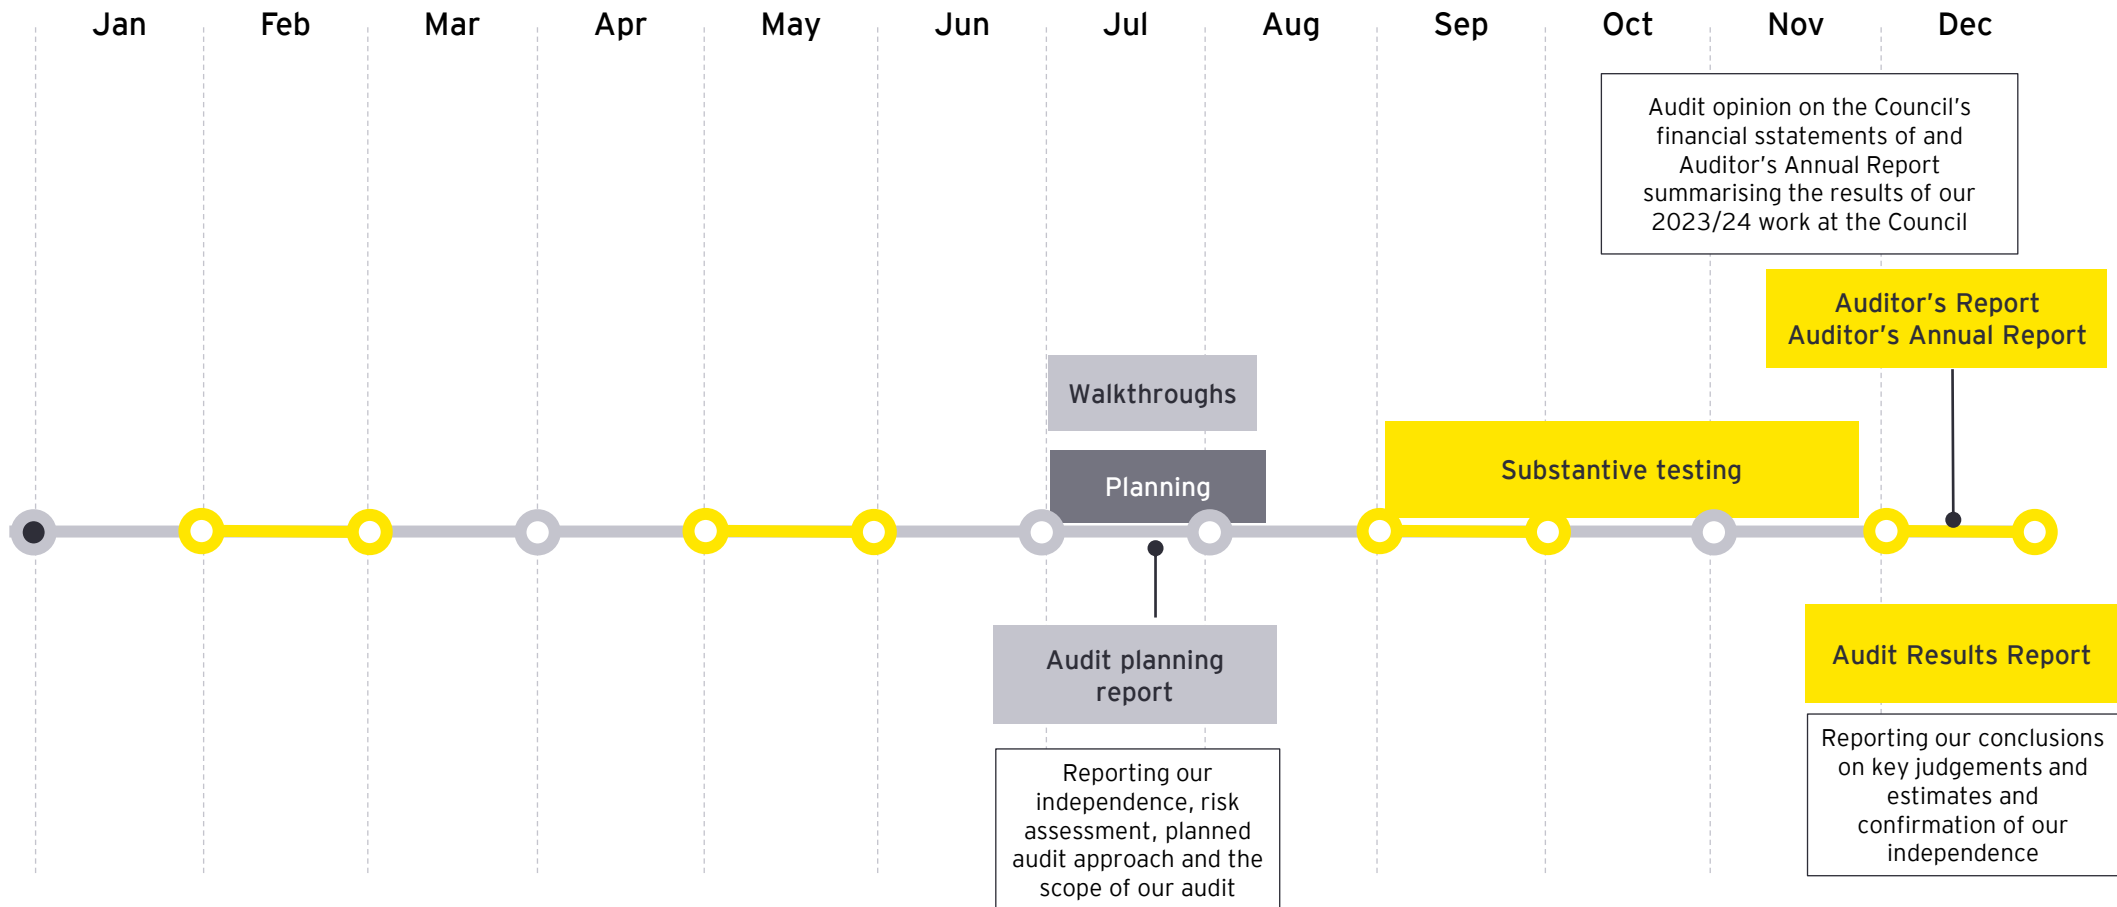 Jan Feb Mar Apr May Jun Jul Aug Sep Oct Nov Dec
Audit opinion on the Council's
financial sstatements of and
Auditor's Annual Report
summarising the results of our
2023/24 work at the Council
Auditor's Report
Auditor's Annual Report
Walkthroughs
Planning
Substantive testing
Audit planning
report
Reporting our
independence, risk
assessment, planned
audit approach and the
scope of our audit
Audit Results Report
Reporting our conclusions
on key judgements and
estimates and
confirmation of our
independence